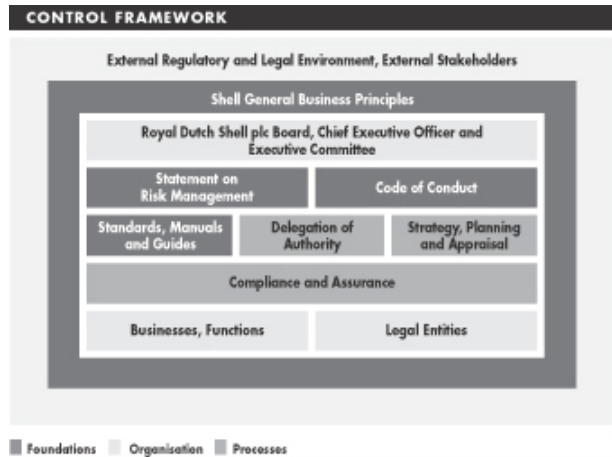 CONTROL FRAMEWORK
External Regulatory and Legal Environment, External Stakeholders
Shell General Business Principles
Royal Dutch Shell plc Board, Chief Executive Officer and
Executive Committee
Statement on
Risk Management
Code of Conduct
Standards, Manuals
and Guides
Delegation of
Authority
Strategy, Planning
and Appraisal
Compliance and Assurance
Businesses, Functions
Legal Entities
Foundations Organisation Processes